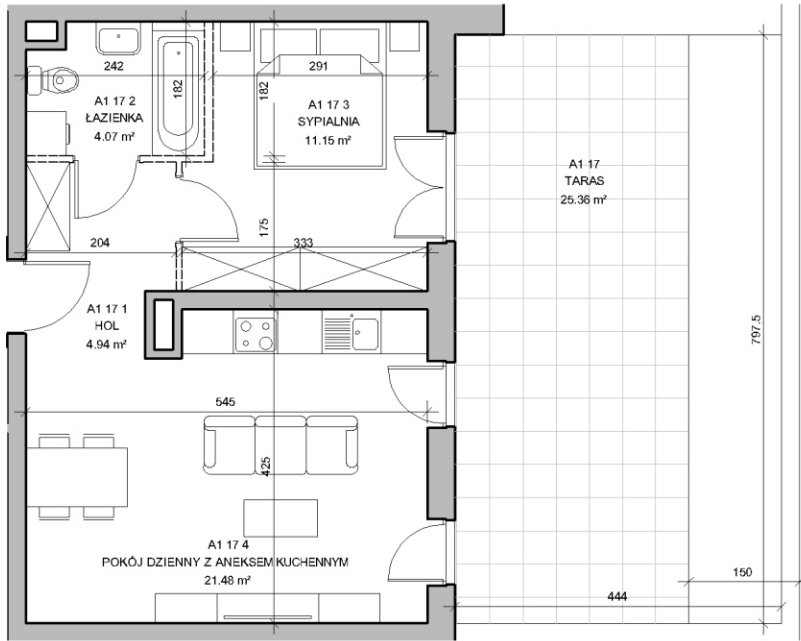 242
182
A1 17 2
ŁAZIENKA
4.07 m²
291
182
A1 17 3
SYPIALNIA
11.15 m²
A1 17
TARAS
25.36 m²
204
175
333
A1 17 1
HOL
4.94 m²
797.5
545
425
A1 17 4
POKÓJ DZIENNY Z ANEKSEM KUCHENNYM
21.48 m²
150
444